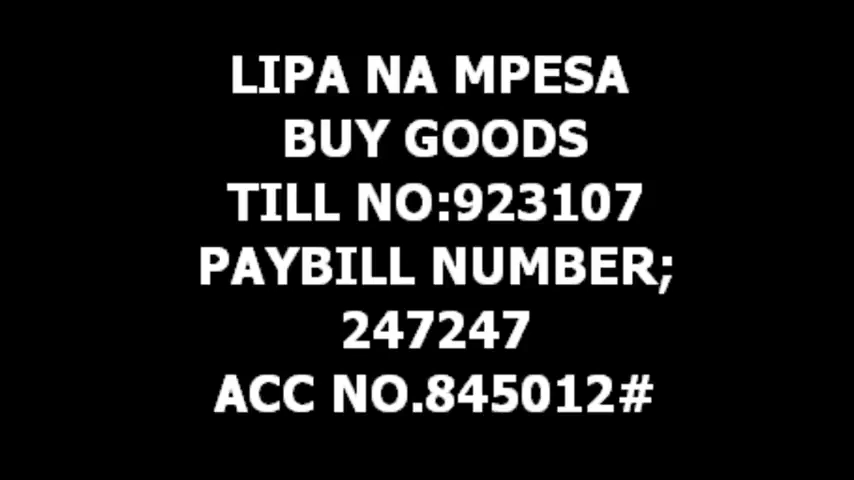 LIPA NA MPESA
BUY GOODS
TILL NO:923107
PAYBILL NUMBER;
247247
ACC NO.845012#